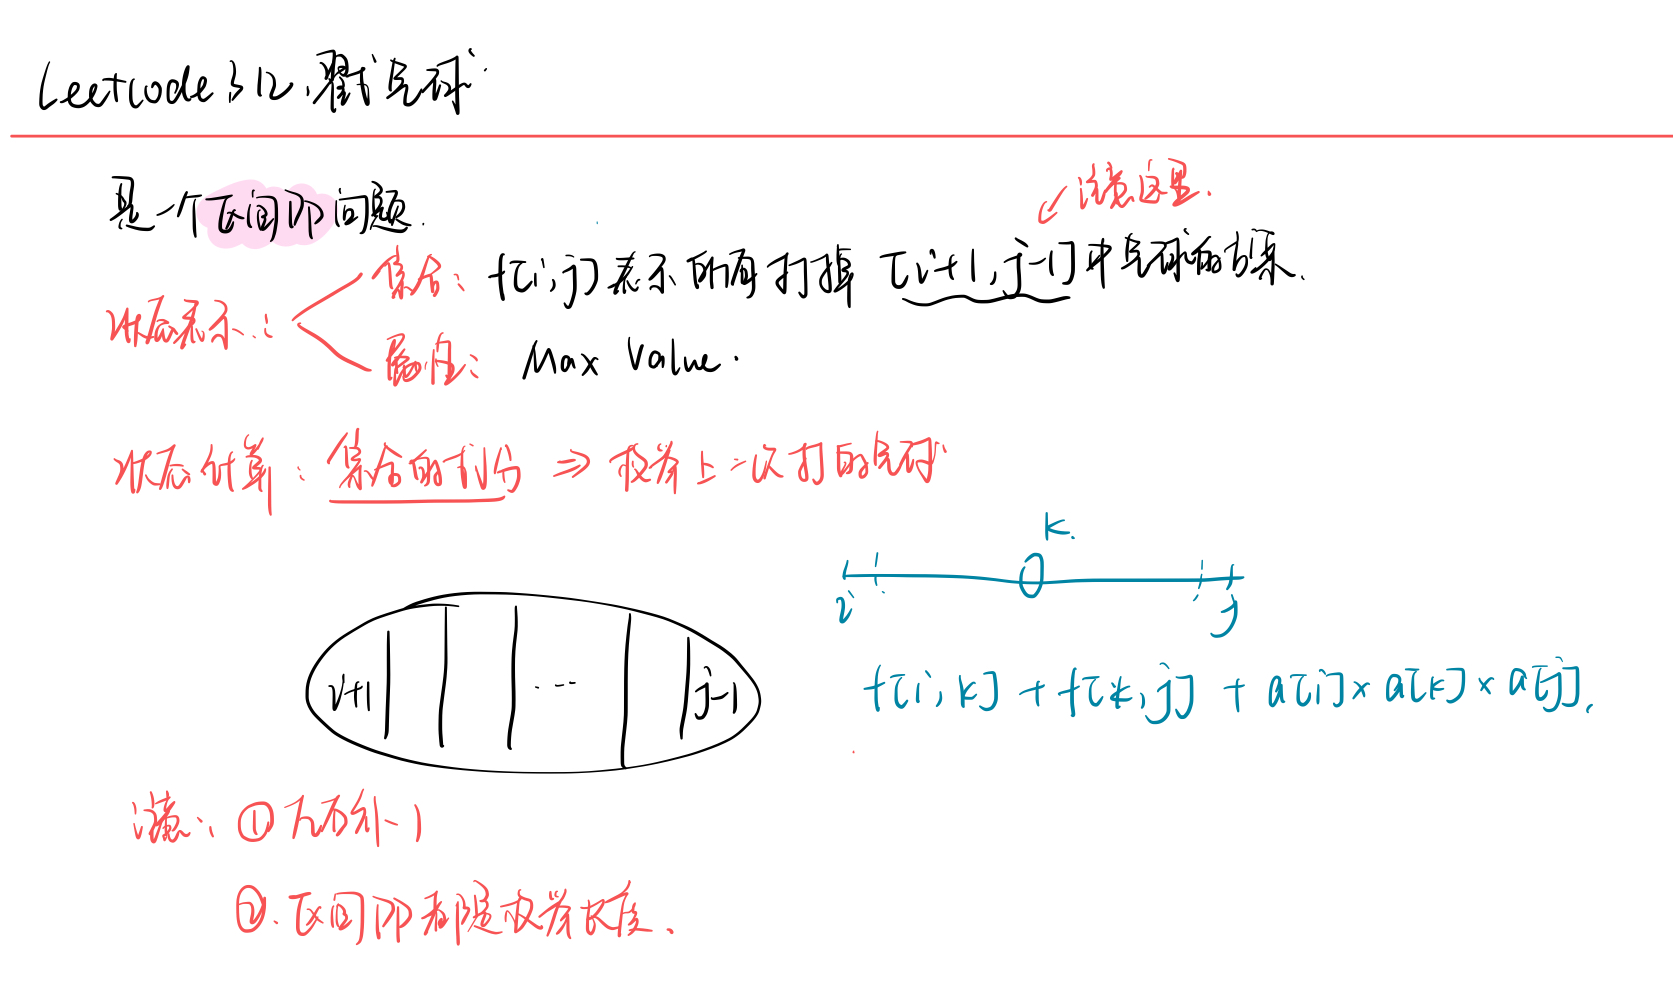 Leetcode 312. 戳气球
是一个区间DP问题.
注意这里.
状态表示:
集合: f[i,j]表示所有打掉 [i+1,j-1]中气球的方案.
属性: Max Value.
状态计算: 集合的划分 ⇒ 枚举上一次打的气球
k.
i j
i+1 ... j-1
f[i,k] + f[k,j] + a[i]×a[k]×a[j].
注意: ① 左右补1
②. 区间DP都是枚举长度.